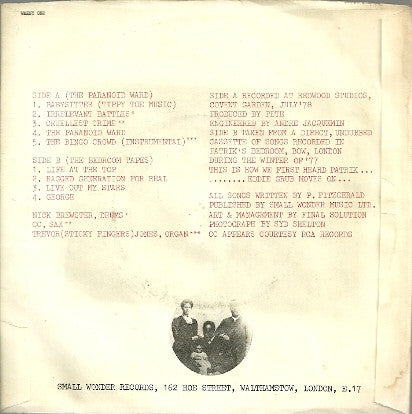 WEENY ONE
SIDE A (THE PARANOID WARD)
1. BABYSITTER (TIPPY TOE MUSIC)
2. IRRELEVANT BATTLES*
3. CRUELLEST CRIME**
4. THE PARANOID WARD
5. THE BINGO CROWD (INSTRUMENTAL)***
SIDE B (THE BEDROOM TAPES)
1. LIFE AT THE TOP
2. RAGGED GENERATION FOR REAL
3. LIVE OUT MY STARS
4. GEORGE
NICK BREWSTER, DRUMS*
CC, SAX**
TREVOR(STICKY FINGERS)JONES, ORGAN***
SIDE A RECORDED AT REDWOOD STUDIOS,
COVENT GARDEN, JULY'78
PRODUCED BY PETE
ENGINEERED BY ANDRE JACQUEMIN
SIDE B TAKEN FROM A DIRECT, UNDUBBED
CASSETTE OF SONGS RECORDED IN
PATRIK'S BEDROOM, BOW, LONDON
DURING THE WINTER OF '77
THIS IS HOW WE FIRST HEARD PATRIK...
........EDDIE GRUB MOVES ON...
ALL SONGS WRITTEN BY P. FITZGERALD
PUBLISHED BY SMALL WONDER MUSIC LTD.
ART & MANAGEMENT BY FINAL SOLUTION
PHOTOGRAPH BY SYD SHELTON
CC APPEARS COURTESY RCA RECORDS
SMALL WONDER RECORDS, 162 HOE STREET, WALTHAMSTOW, LONDON, E.17